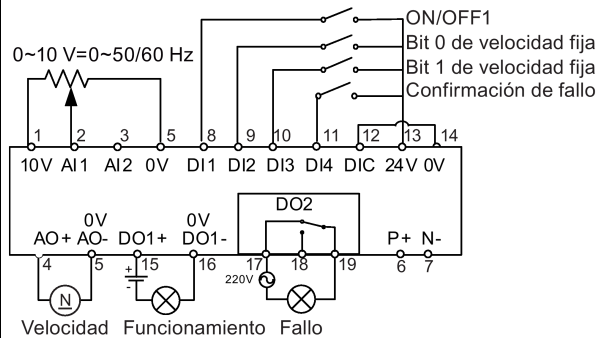 ON/OFF1
Bit 0 de velocidad fija
0~10 V=0~50/60 Hz
Bit 1 de velocidad fija
Confirmación de fallo
1 2 3 5 8 9 10 11 12 13 14
10V AI1 AI2 0V DI1 DI2 DI3 DI4 DIC 24V 0V
DO2
0V 0V
AO+ AO- DO1+ DO1- P+ N-
4 5 15 16 17 18 19 6 7
+
-
220V
N
Velocidad Funcionamiento Fallo